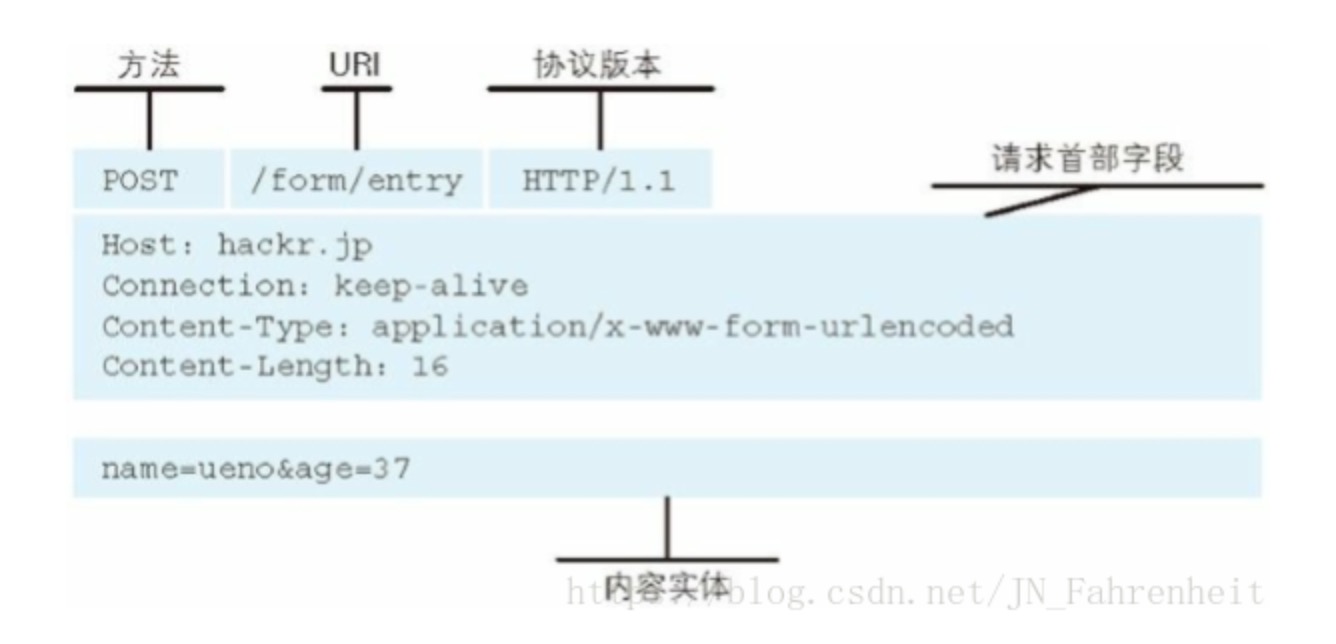 方法 URI 协议版本
请求首部字段
POST /form/entry HTTP/1.1
Host: hackr.jp
Connection: keep-alive
Content-Type: application/x-www-form-urlencoded
Content-Length: 16
name=ueno&age=37
内容实体
https://blog.csdn.net/JN_Fahrenheit